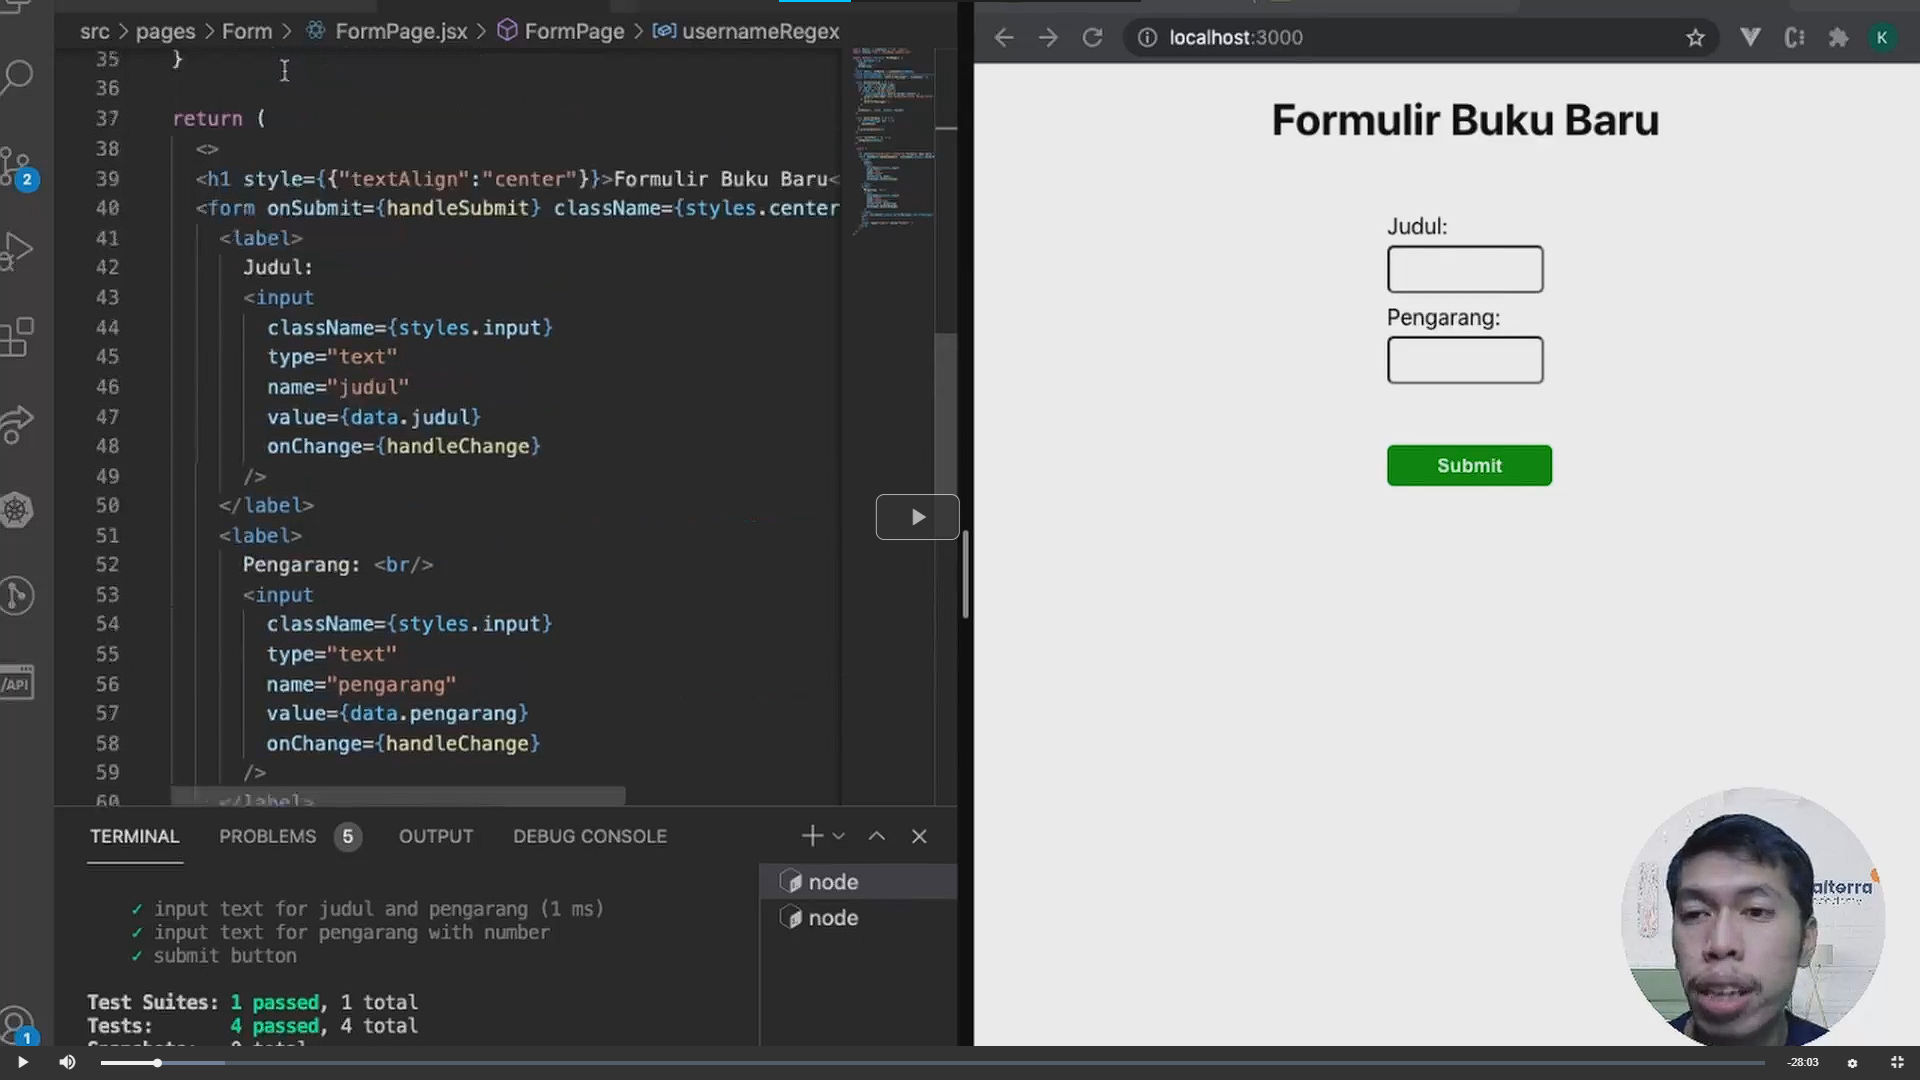 src > pages > Form > FormPage.jsx > FormPage > usernameRegex
35 }
36
37 return (
38 <>
39 <h1 style={{"textAlign":"center"}}>Formulir Buku Baru<
40 <form onSubmit={handleSubmit} className={styles.center
41 <label>
42 Judul:
43 <input
44 className={styles.input}
45 type="text"
46 name="judul"
47 value={data.judul}
48 onChange={handleChange}
49 />
50 </label>
51 <label>
52 Pengarang: <br/>
53 <input
54 className={styles.input}
55 type="text"
56 name="pengarang"
57 value={data.pengarang}
58 onChange={handleChange}
59 />
60 </label>
2
/API
1
TERMINAL PROBLEMS 5 OUTPUT DEBUG CONSOLE
node
node
✓ input text for judul and pengarang (1 ms)
✓ input text for pengarang with number
✓ submit button
Test Suites: 1 passed, 1 total
Tests: 4 passed, 4 total
localhost:3000
K
Formulir Buku Baru
Judul:
Pengarang:
Submit
alterra
academy
-28:03